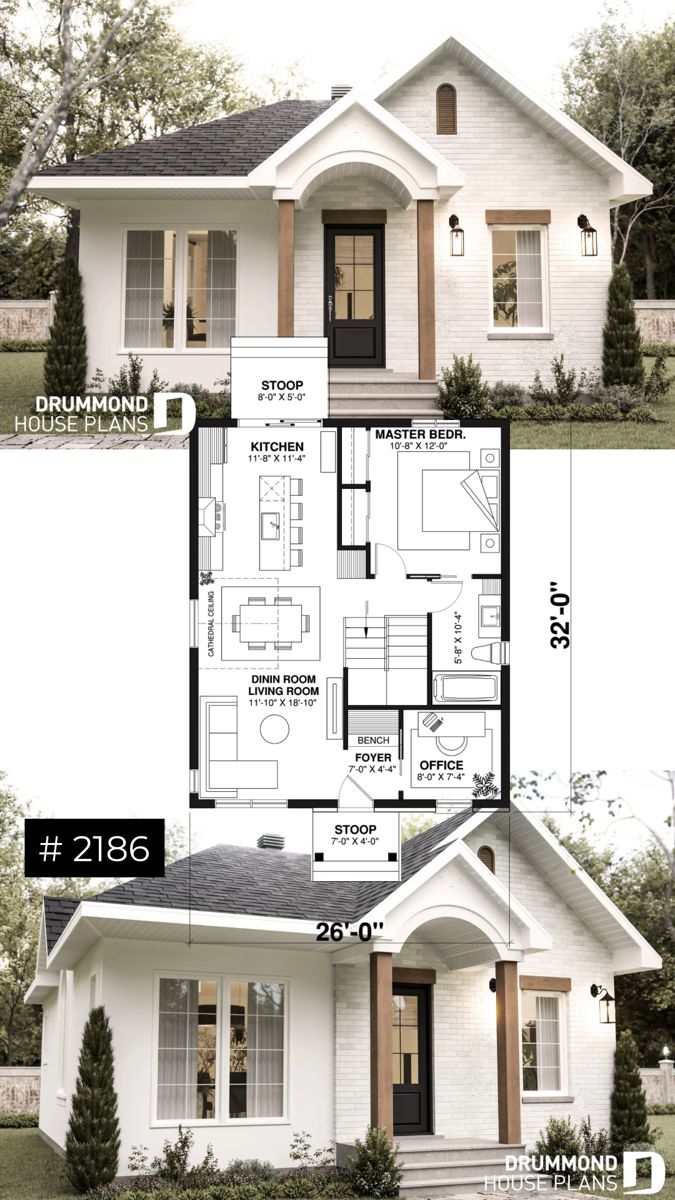 DRUMMOND
HOUSE PLANS
STOOP
8'-0" X 5'-0"
KITCHEN
11'-8" X 11'-4"
MASTER BEDR.
10'-8" X 12'-0"
CATHEDRAL CEILING
5'-8" X 10'-4"
32'-0"
DININ ROOM
LIVING ROOM
11'-10" X 18'-10"
BENCH
FOYER
7'-0" X 4'-4"
OFFICE
8'-0" X 7'-4"
STOOP
7'-0" X 4'-0"
# 2186
26'-0"
DRUMMOND
HOUSE PLANS